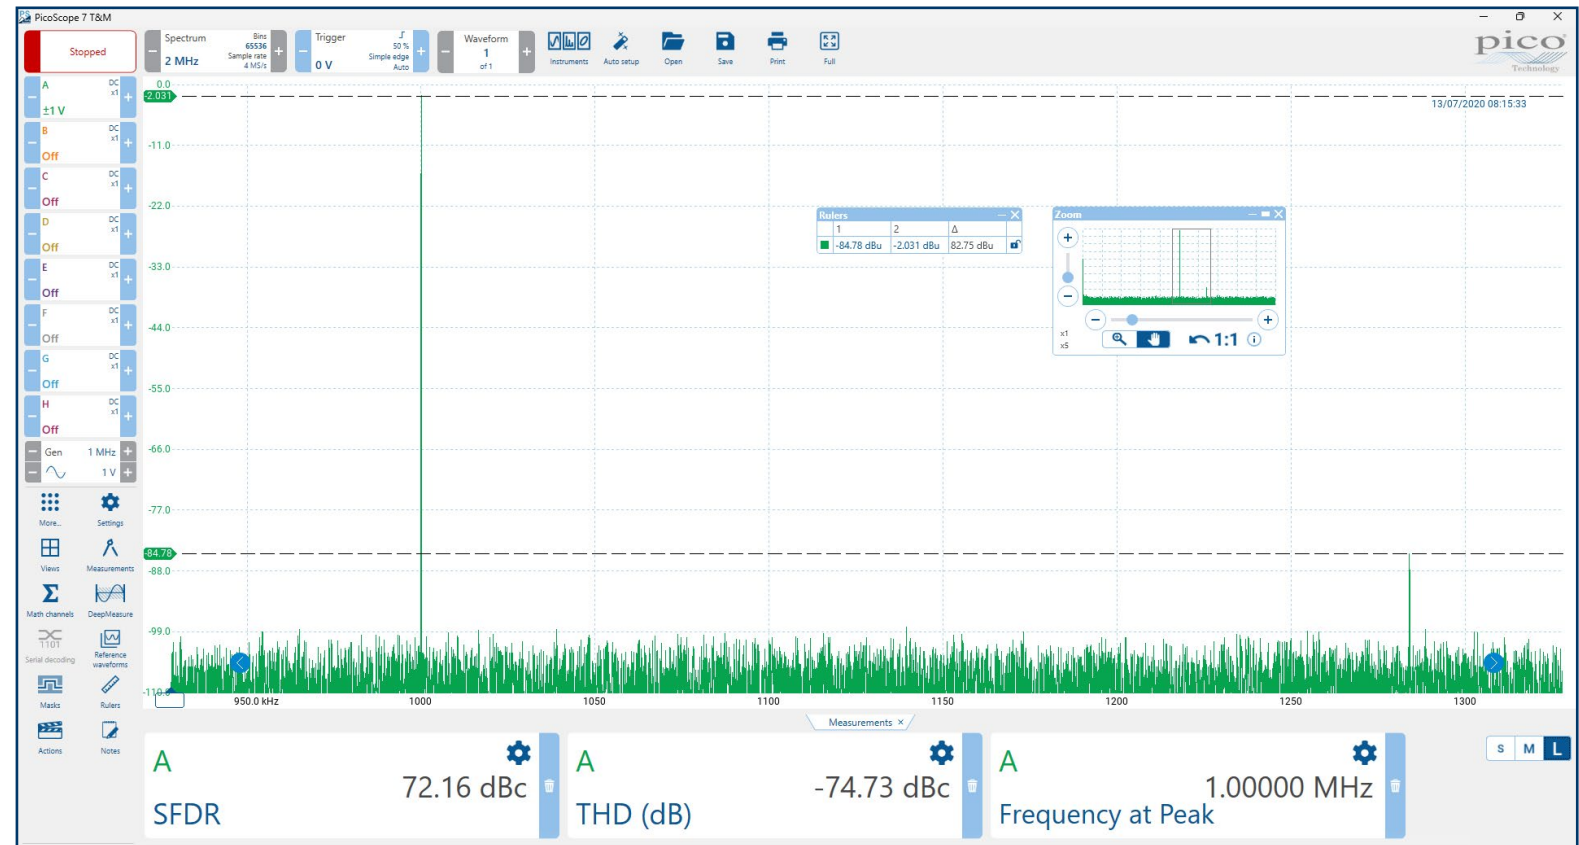 PicoScope 7 T&M
Stopped
Spectrum
2 MHz
Bins
65536
Sample rate
4 MS/s
Trigger
0 V
50 %
Simple edge
Auto
Waveform
1
of 1
Instruments
Auto setup
Open
Save
Print
Full
pico
Technology
A
DC
x1
±1 V
B
DC
x1
Off
C
DC
x1
Off
D
DC
x1
Off
E
DC
x1
Off
F
DC
x1
Off
G
DC
x1
Off
H
DC
x1
Off
Gen
1 MHz
1 V
More...
Settings
Views
Measurements
Math channels
DeepMeasure
1101
Serial decoding
Reference
waveforms
Masks
Rulers
Actions
Notes
0.0
-2.031
-11.0
-22.0
-33.0
-44.0
-55.0
-66.0
-77.0
-84.78
-88.0
-99.0
-110.0
13/07/2020 08:15:33
Rulers
1 2 Δ
-84.78 dBu -2.031 dBu 82.75 dBu
Zoom
x1
x5
1:1
950.0 kHz 1000 1050 1100 1150 1200 1250 1300
Measurements ×
A
72.16 dBc
SFDR
A
-74.73 dBc
THD (dB)
A
1.00000 MHz
Frequency at Peak
S M L